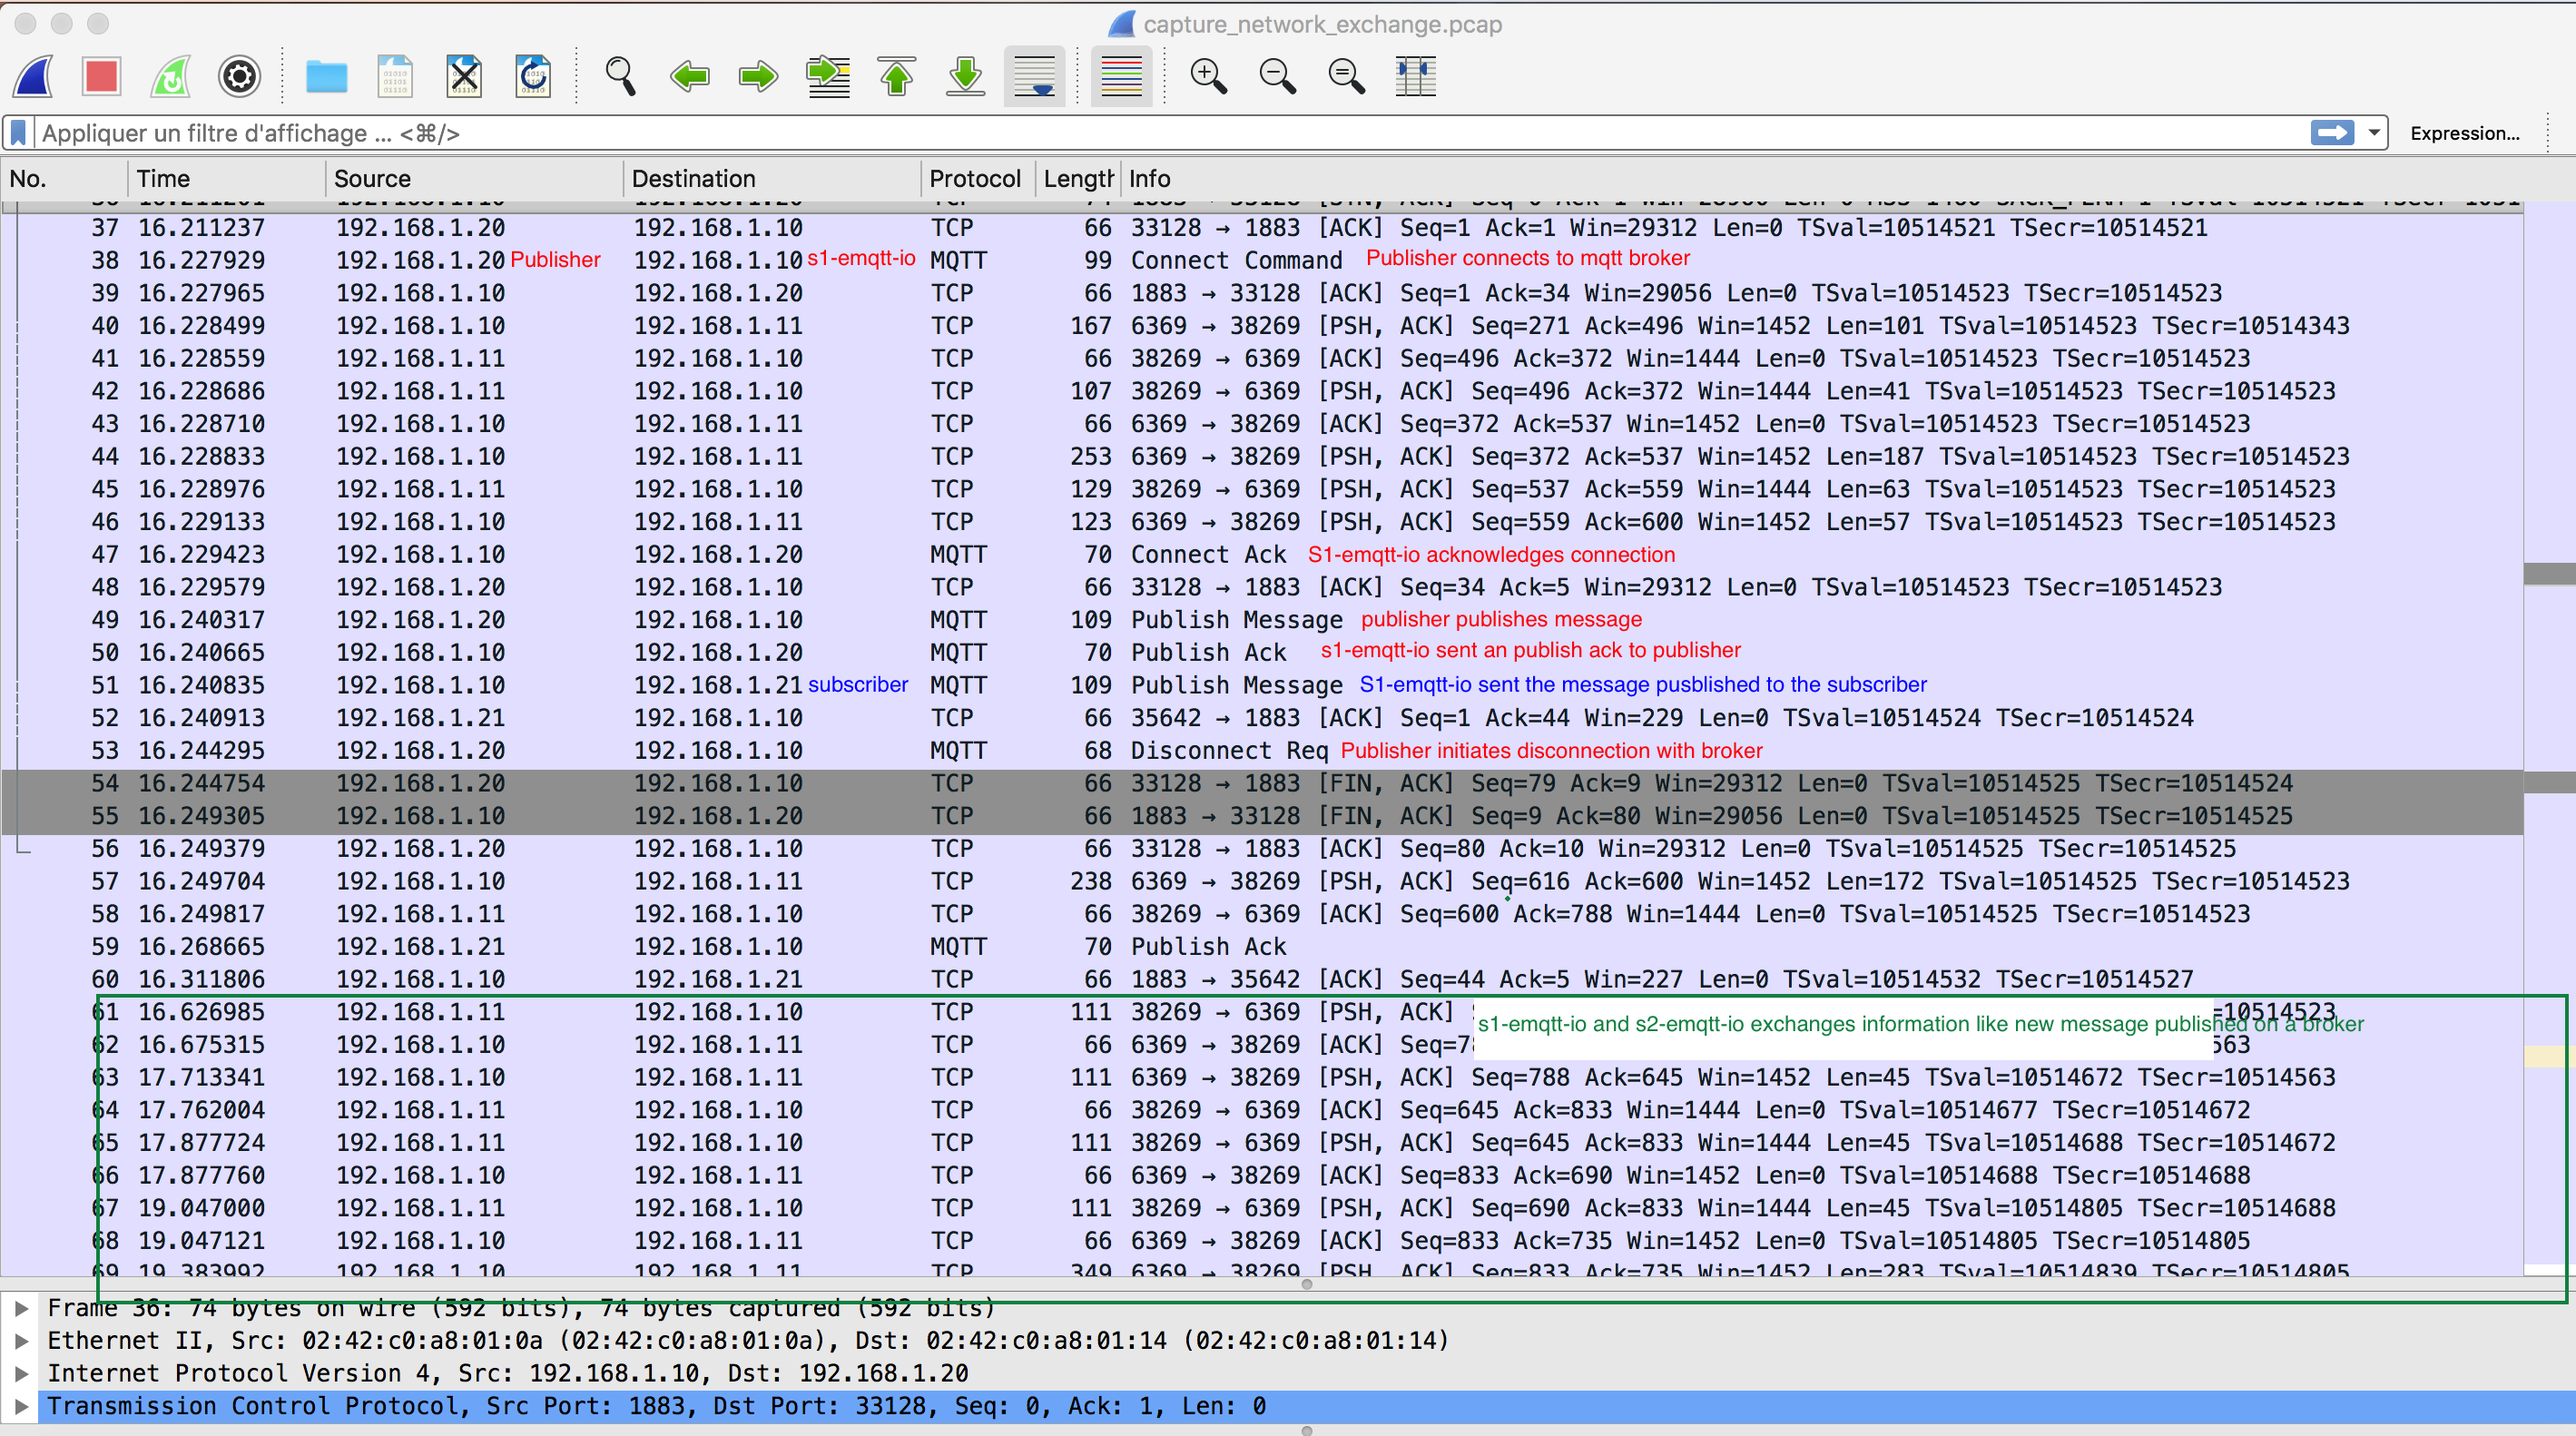 capture_network_exchange.pcap
Appliquer un filtre d'affichage ... <⌘/>
Expression...
No. Time Source Destination Protocol Length Info
37 16.211237 192.168.1.20 192.168.1.10 TCP 66 33128 → 1883 [ACK] Seq=1 Ack=1 Win=29312 Len=0 TSval=10514521 TSecr=10514521
38 16.227929 192.168.1.20 Publisher 192.168.1.10 s1-emqtt-io MQTT 99 Connect Command Publisher connects to mqtt broker
39 16.227965 192.168.1.10 192.168.1.20 TCP 66 1883 → 33128 [ACK] Seq=1 Ack=34 Win=29056 Len=0 TSval=10514523 TSecr=10514523
40 16.228499 192.168.1.10 192.168.1.11 TCP 167 6369 → 38269 [PSH, ACK] Seq=271 Ack=496 Win=1452 Len=101 TSval=10514523 TSecr=10514343
41 16.228559 192.168.1.11 192.168.1.10 TCP 66 38269 → 6369 [ACK] Seq=496 Ack=372 Win=1444 Len=0 TSval=10514523 TSecr=10514523
42 16.228686 192.168.1.11 192.168.1.10 TCP 107 38269 → 6369 [PSH, ACK] Seq=496 Ack=372 Win=1444 Len=41 TSval=10514523 TSecr=10514523
43 16.228710 192.168.1.10 192.168.1.11 TCP 66 6369 → 38269 [ACK] Seq=372 Ack=537 Win=1452 Len=0 TSval=10514523 TSecr=10514523
44 16.228833 192.168.1.10 192.168.1.11 TCP 253 6369 → 38269 [PSH, ACK] Seq=372 Ack=537 Win=1452 Len=187 TSval=10514523 TSecr=10514523
45 16.228976 192.168.1.11 192.168.1.10 TCP 129 38269 → 6369 [PSH, ACK] Seq=537 Ack=559 Win=1444 Len=63 TSval=10514523 TSecr=10514523
46 16.229133 192.168.1.10 192.168.1.11 TCP 123 6369 → 38269 [PSH, ACK] Seq=559 Ack=600 Win=1452 Len=57 TSval=10514523 TSecr=10514523
47 16.229423 192.168.1.10 192.168.1.20 MQTT 70 Connect Ack S1-emqtt-io acknowledges connection
48 16.229579 192.168.1.20 192.168.1.10 TCP 66 33128 → 1883 [ACK] Seq=34 Ack=5 Win=29312 Len=0 TSval=10514523 TSecr=10514523
49 16.240317 192.168.1.20 192.168.1.10 MQTT 109 Publish Message publisher publishes message
50 16.240665 192.168.1.10 192.168.1.20 MQTT 70 Publish Ack s1-emqtt-io sent an publish ack to publisher
51 16.240835 192.168.1.10 192.168.1.21 subscriber MQTT 109 Publish Message S1-emqtt-io sent the message pusblished to the subscriber
52 16.240913 192.168.1.21 192.168.1.10 TCP 66 35642 → 1883 [ACK] Seq=1 Ack=44 Win=229 Len=0 TSval=10514524 TSecr=10514524
53 16.244295 192.168.1.20 192.168.1.10 MQTT 68 Disconnect Req Publisher initiates disconnection with broker
54 16.244754 192.168.1.20 192.168.1.10 TCP 66 33128 → 1883 [FIN, ACK] Seq=79 Ack=9 Win=29312 Len=0 TSval=10514525 TSecr=10514524
55 16.249305 192.168.1.10 192.168.1.20 TCP 66 1883 → 33128 [FIN, ACK] Seq=9 Ack=80 Win=29056 Len=0 TSval=10514525 TSecr=10514525
56 16.249379 192.168.1.20 192.168.1.10 TCP 66 33128 → 1883 [ACK] Seq=80 Ack=10 Win=29312 Len=0 TSval=10514525 TSecr=10514525
57 16.249704 192.168.1.10 192.168.1.11 TCP 238 6369 → 38269 [PSH, ACK] Seq=616 Ack=600 Win=1452 Len=172 TSval=10514525 TSecr=10514523
58 16.249817 192.168.1.11 192.168.1.10 TCP 66 38269 → 6369 [ACK] Seq=600 Ack=788 Win=1444 Len=0 TSval=10514525 TSecr=10514523
59 16.268665 192.168.1.21 192.168.1.10 MQTT 70 Publish Ack
60 16.311806 192.168.1.10 192.168.1.21 TCP 66 1883 → 35642 [ACK] Seq=44 Ack=5 Win=227 Len=0 TSval=10514532 TSecr=10514527
61 16.626985 192.168.1.11 192.168.1.10 TCP 111 38269 → 6369 [PSH, ACK] =10514523
s1-emqtt-io and s2-emqtt-io exchanges information like new message published on a broker
62 16.675315 192.168.1.10 192.168.1.11 TCP 66 6369 → 38269 [ACK] Seq=78 563
63 17.713341 192.168.1.10 192.168.1.11 TCP 111 6369 → 38269 [PSH, ACK] Seq=788 Ack=645 Win=1452 Len=45 TSval=10514672 TSecr=10514563
64 17.762004 192.168.1.11 192.168.1.10 TCP 66 38269 → 6369 [ACK] Seq=645 Ack=833 Win=1444 Len=0 TSval=10514677 TSecr=10514672
65 17.877724 192.168.1.11 192.168.1.10 TCP 111 38269 → 6369 [PSH, ACK] Seq=645 Ack=833 Win=1444 Len=45 TSval=10514688 TSecr=10514672
66 17.877760 192.168.1.10 192.168.1.11 TCP 66 6369 → 38269 [ACK] Seq=833 Ack=690 Win=1452 Len=0 TSval=10514688 TSecr=10514688
67 19.047000 192.168.1.11 192.168.1.10 TCP 111 38269 → 6369 [PSH, ACK] Seq=690 Ack=833 Win=1444 Len=45 TSval=10514805 TSecr=10514688
68 19.047121 192.168.1.10 192.168.1.11 TCP 66 6369 → 38269 [ACK] Seq=833 Ack=735 Win=1452 Len=0 TSval=10514805 TSecr=10514805
69 19.383992 192.168.1.10 192.168.1.11 TCP 349 6369 → 38269 [PSH, ACK] Seq=833 Ack=735 Win=1452 Len=283 TSval=10514839 TSecr=10514805
Frame 36: 74 bytes on wire (592 bits), 74 bytes captured (592 bits)
Ethernet II, Src: 02:42:c0:a8:01:0a (02:42:c0:a8:01:0a), Dst: 02:42:c0:a8:01:14 (02:42:c0:a8:01:14)
Internet Protocol Version 4, Src: 192.168.1.10, Dst: 192.168.1.20
Transmission Control Protocol, Src Port: 1883, Dst Port: 33128, Seq: 0, Ack: 1, Len: 0